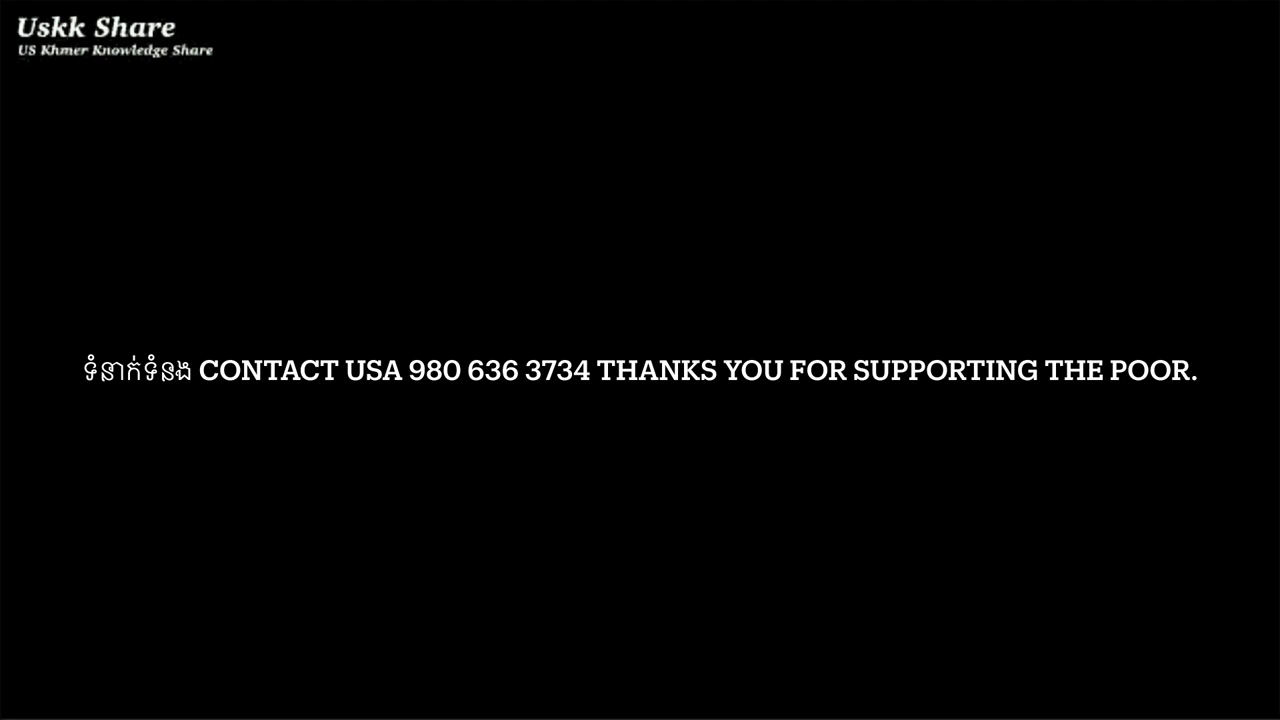 Uskk Share
US Khmer Knowledge Share
ទំនាក់ទំនង CONTACT USA 980 636 3734 THANKS YOU FOR SUPPORTING THE POOR.